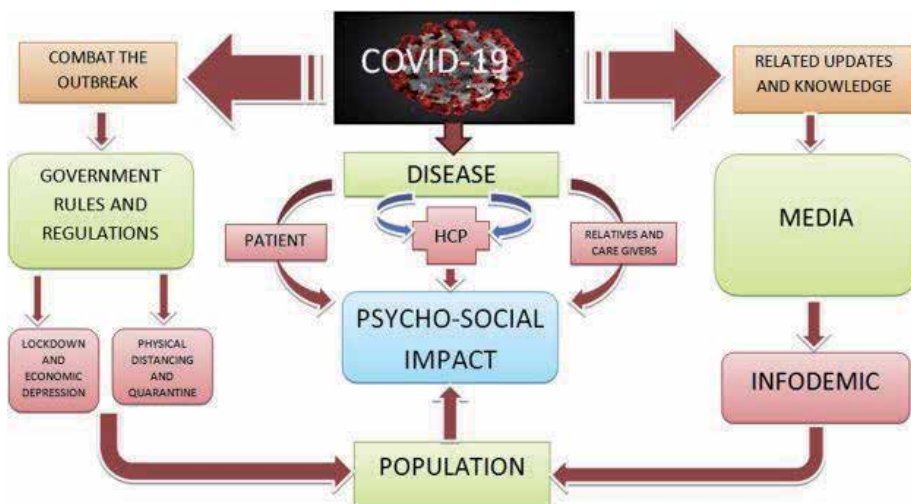 COVID-19
COMBAT THE
OUTBREAK
RELATED UPDATES
AND KNOWLEDGE
GOVERNMENT
RULES AND
REGULATIONS
DISEASE
MEDIA
PATIENT
HCP
RELATIVES AND
CARE GIVERS
PSYCHO-SOCIAL
IMPACT
LOCKDOWN
AND
ECONOMIC
DEPRESSION
PHYSICAL
DISTANCING
AND
QUARANTINE
INFODEMIC
POPULATION